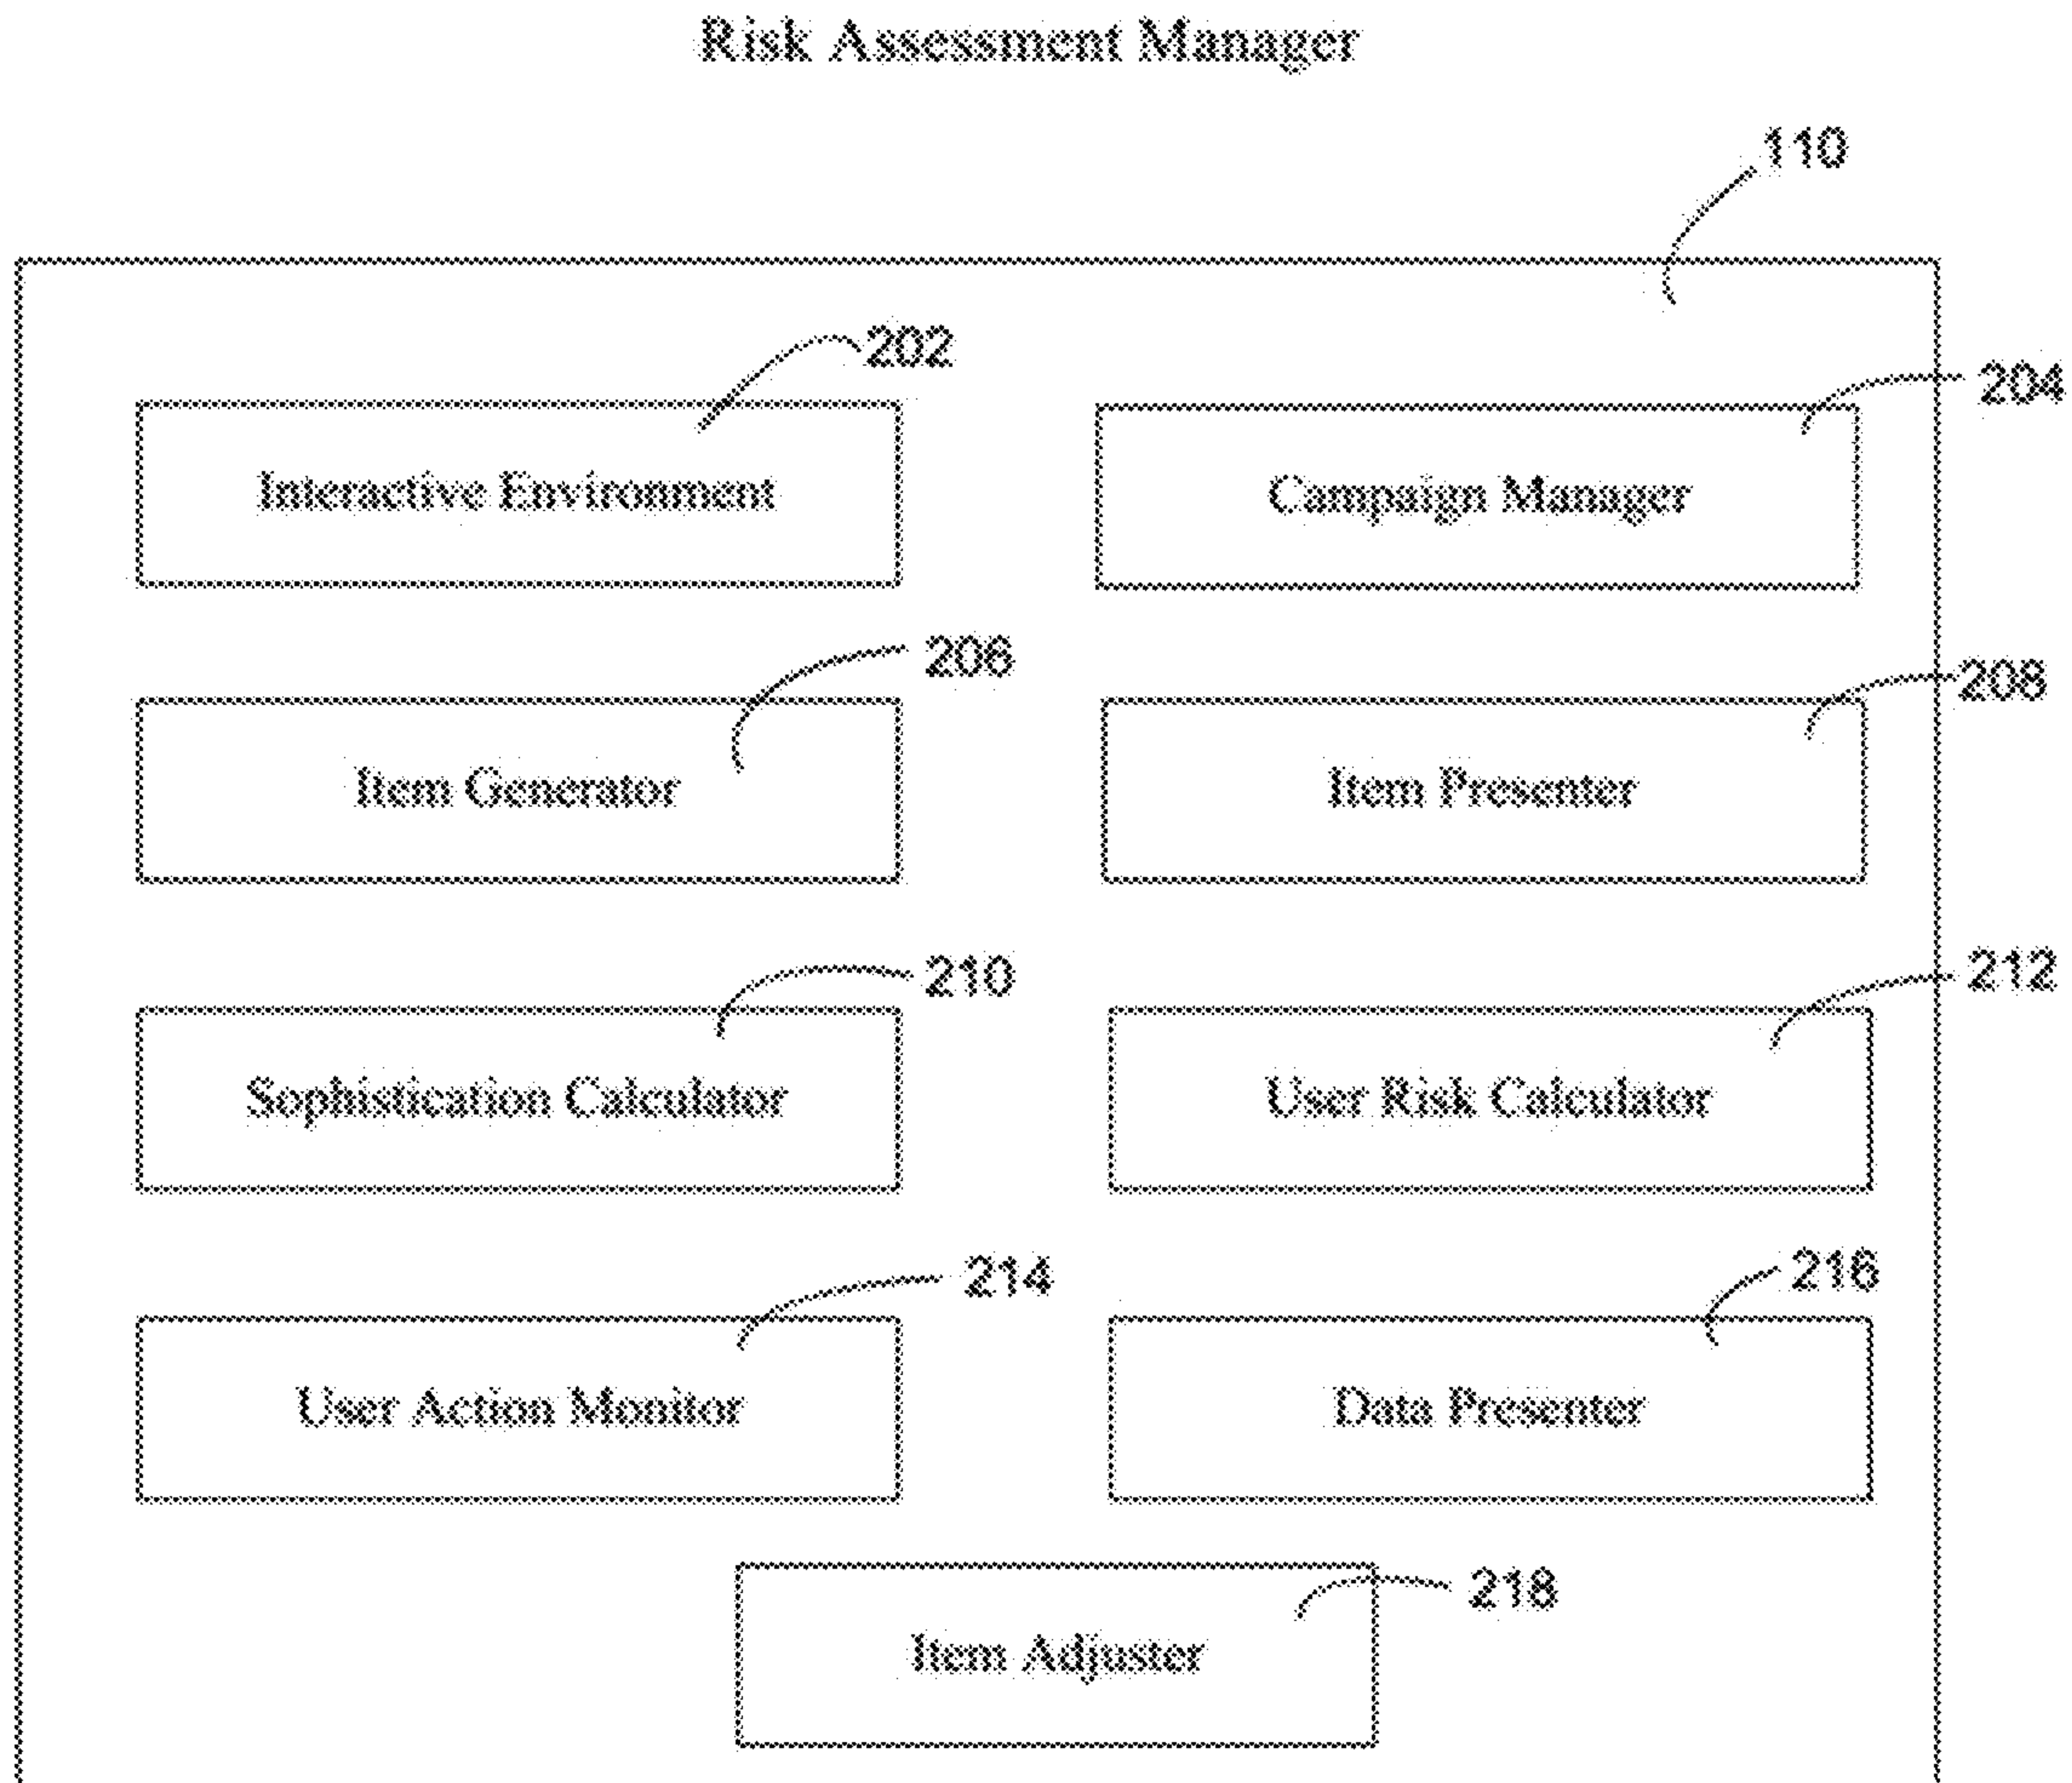 Risk Assessment Manager
110
202
204
Interactive Environment
Campaign Manager
206
208
Item Generator
Item Presenter
210
212
Sophistication Calculator
User Risk Calculator
214
216
User Action Monitor
Data Presenter
218
Item Adjuster